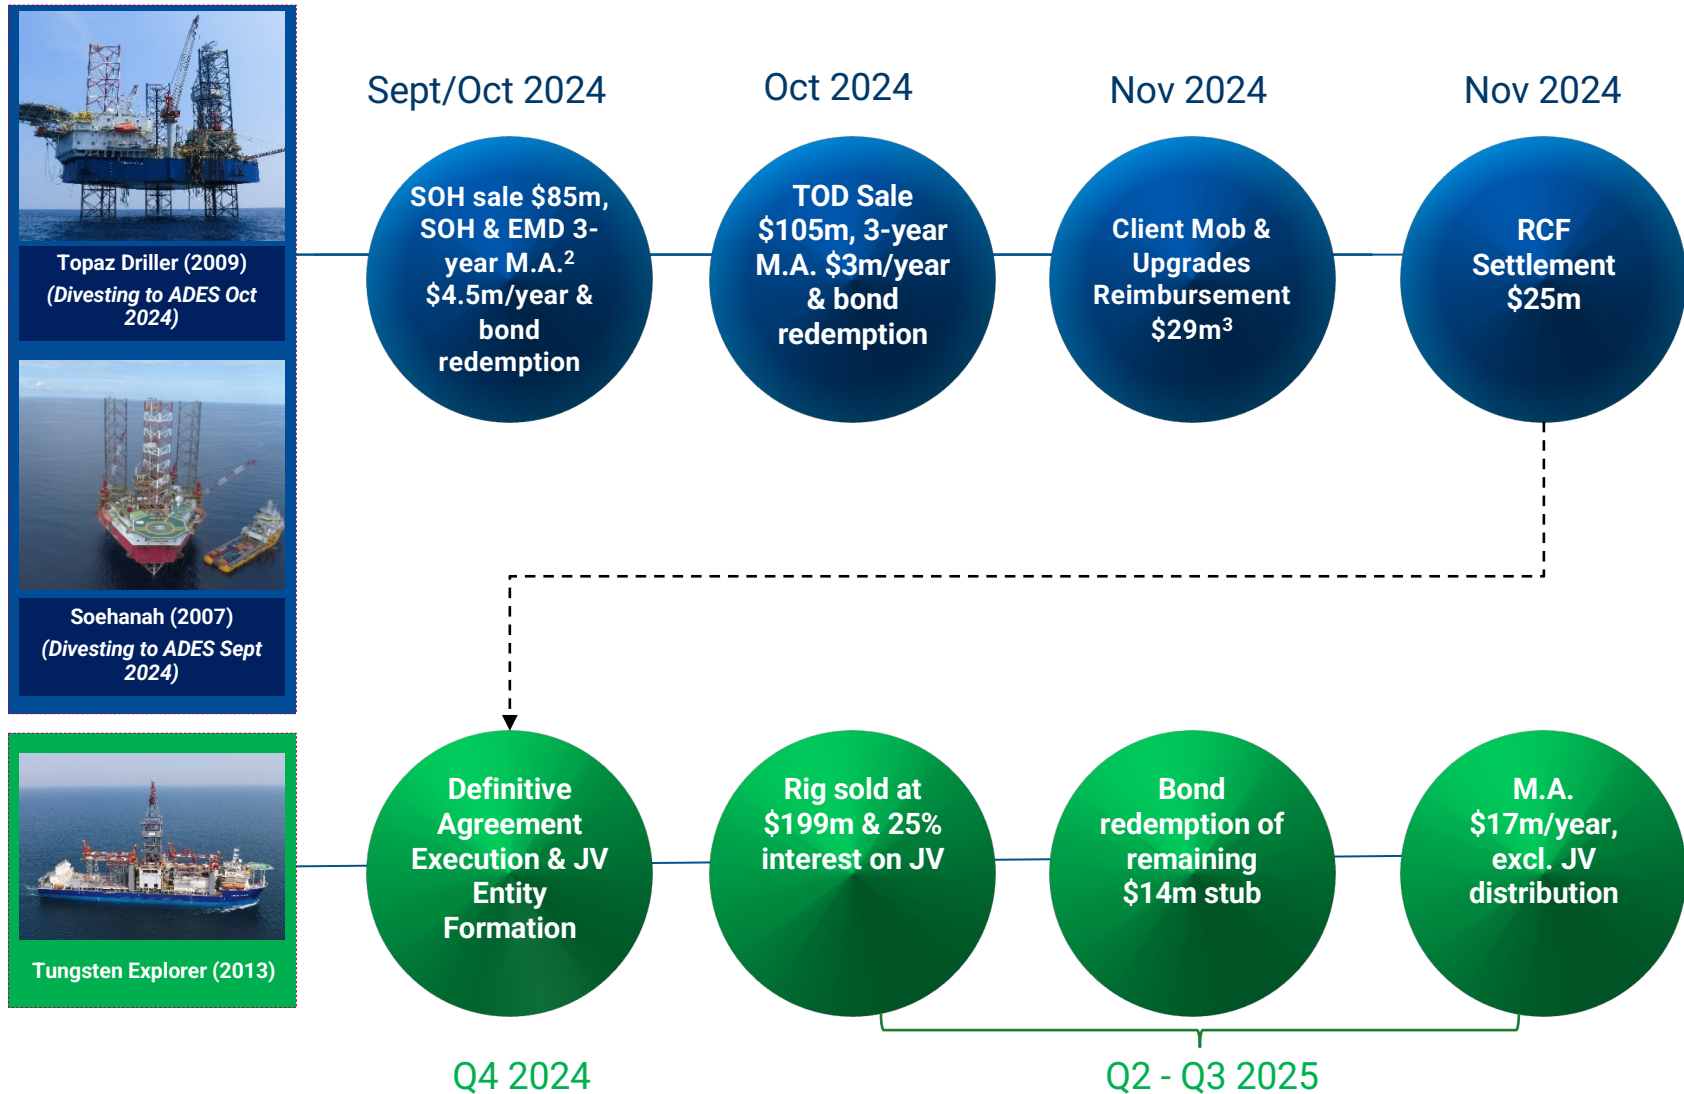 Sept/Oct 2024
Oct 2024
Nov 2024
Nov 2024
Topaz Driller (2009)
(Divesting to ADES Oct
2024)
SOH sale $85m,
SOH & EMD 3-
year M.A.2
$4.5m/year &
bond
redemption
TOD Sale
$105m, 3-year
M.A. $3m/year
& bond
redemption
Client Mob &
Upgrades
Reimbursement
$29m3
RCF
Settlement
$25m
Soehanah (2007)
(Divesting to ADES Sept
2024)
Tungsten Explorer (2013)
Definitive
Agreement
Execution & JV
Entity
Formation
Rig sold at
$199m & 25%
interest on JV
Bond
redemption of
remaining
$14m stub
M.A.
$17m/year,
excl. JV
distribution
Q4 2024
Q2 - Q3 2025